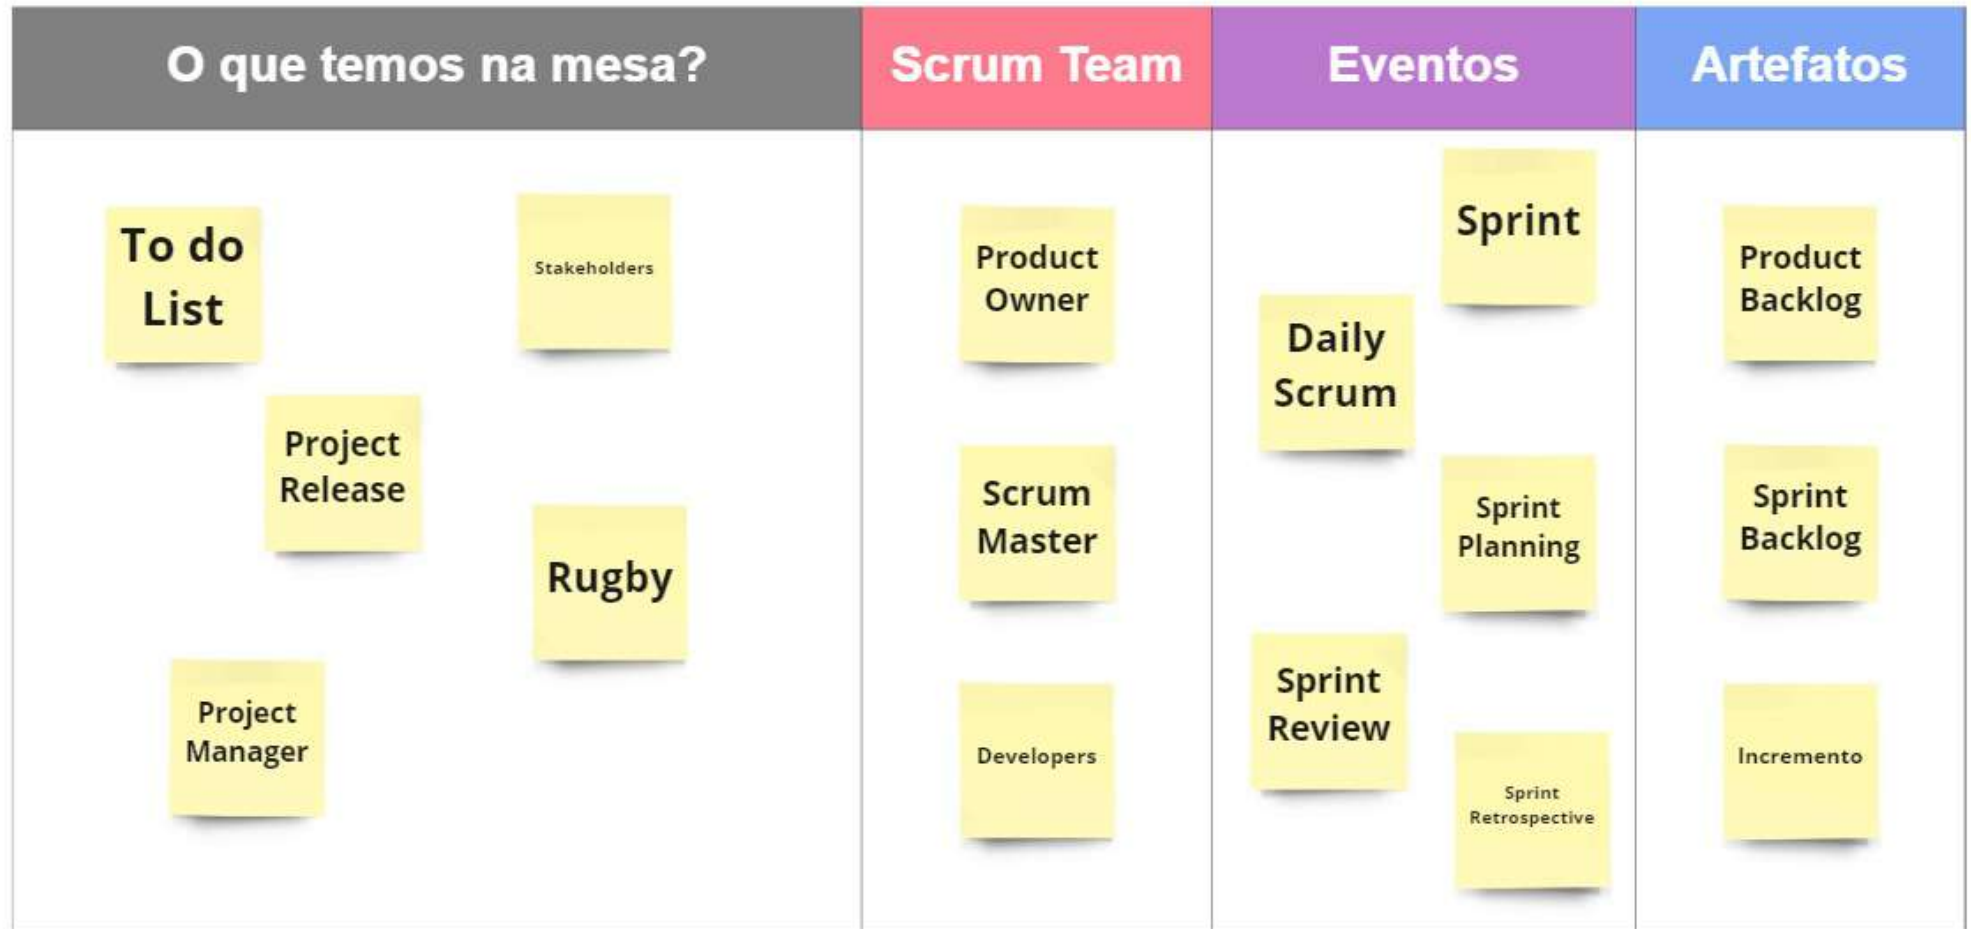 O que temos na mesa?
Scrum Team
Eventos
Artefatos
To do
List
Stakeholders
Project
Release
Rugby
Project
Manager
Product
Owner
Scrum
Master
Developers
Sprint
Daily
Scrum
Sprint
Planning
Sprint
Review
Sprint
Retrospective
Product
Backlog
Sprint
Backlog
Incremento